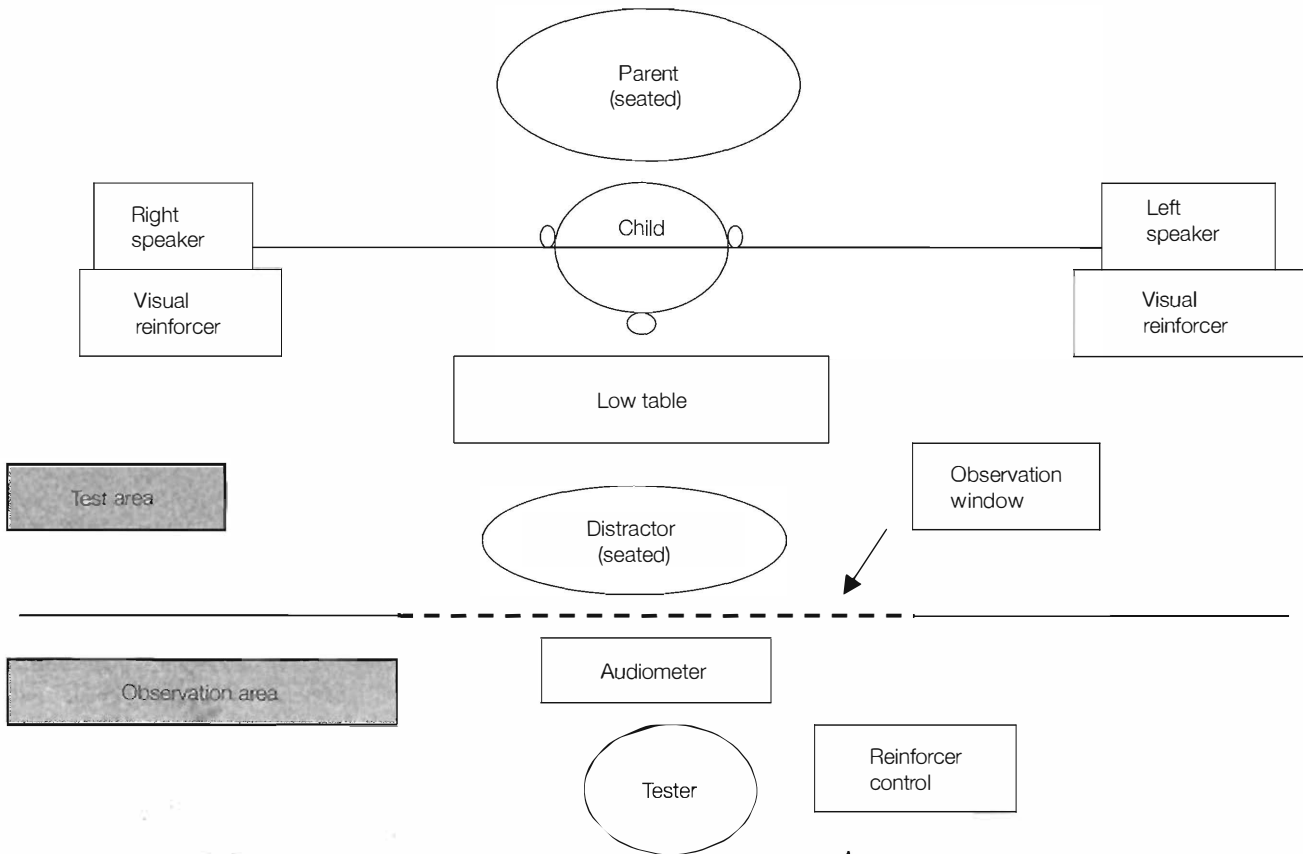 Parent
(seated)
Right
speaker
Child
Left
speaker
Visual
reinforcer
Visual
reinforcer
Low table
Test area
Observation
window
Distractor
(seated)
Audiometer
Observation area
Reinforcer
control
Tester